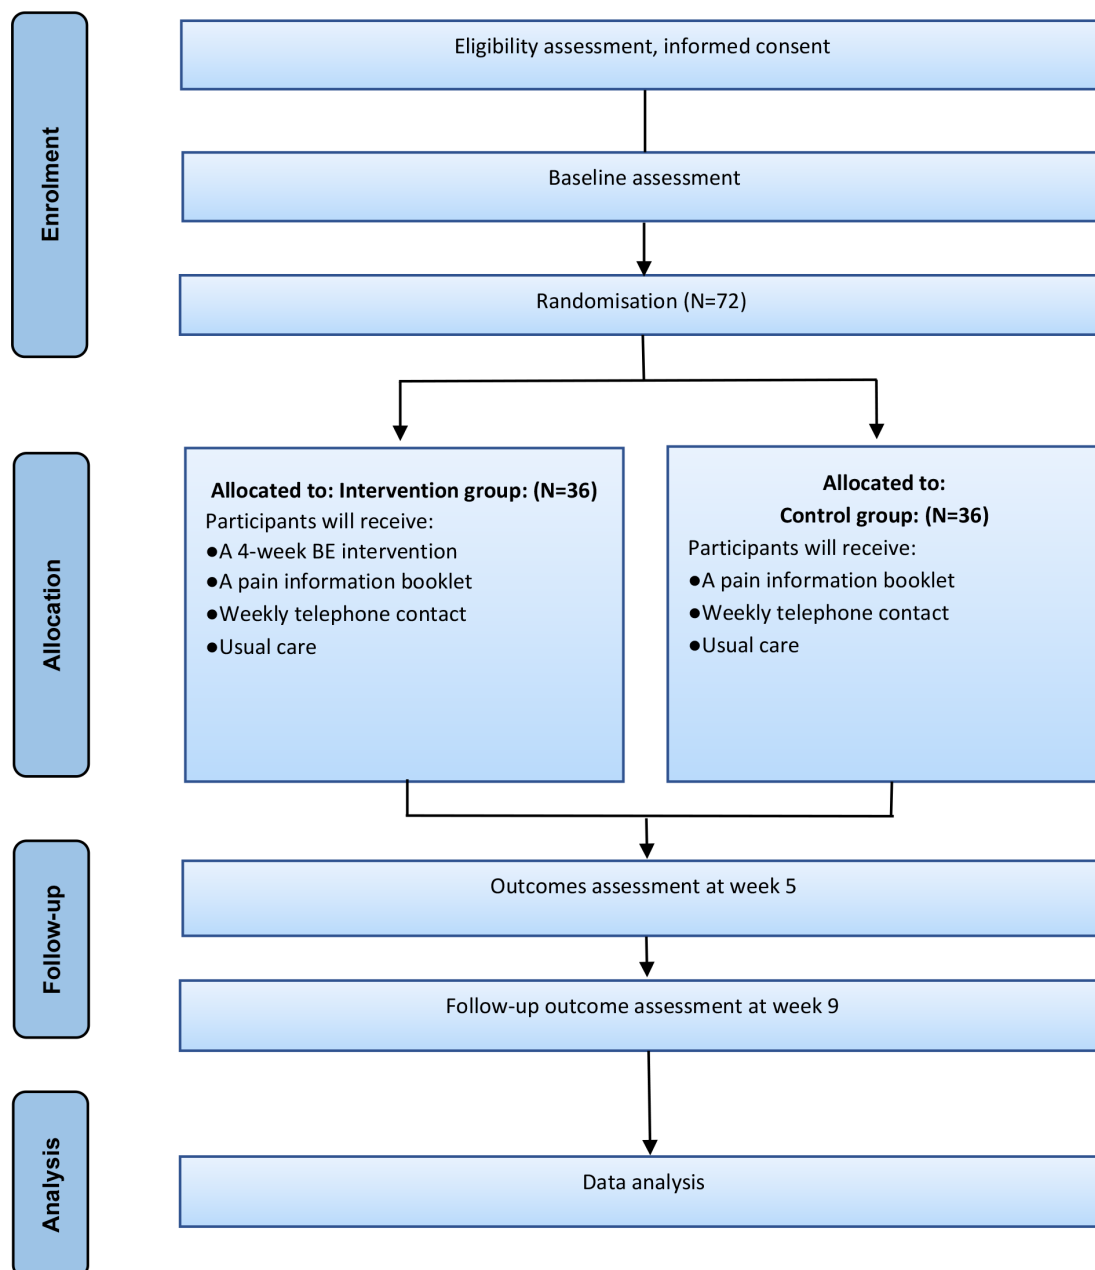 Enrolment
Eligibility assessment, informed consent
Baseline assessment
Randomisation (N=72)
Allocation
Allocated to: Intervention group: (N=36)
Participants will receive:
●A 4-week BE intervention
●A pain information booklet
●Weekly telephone contact
●Usual care
Allocated to:
Control group: (N=36)
Participants will receive:
●A pain information booklet
●Weekly telephone contact
●Usual care
Follow-up
Outcomes assessment at week 5
Follow-up outcome assessment at week 9
Analysis
Data analysis